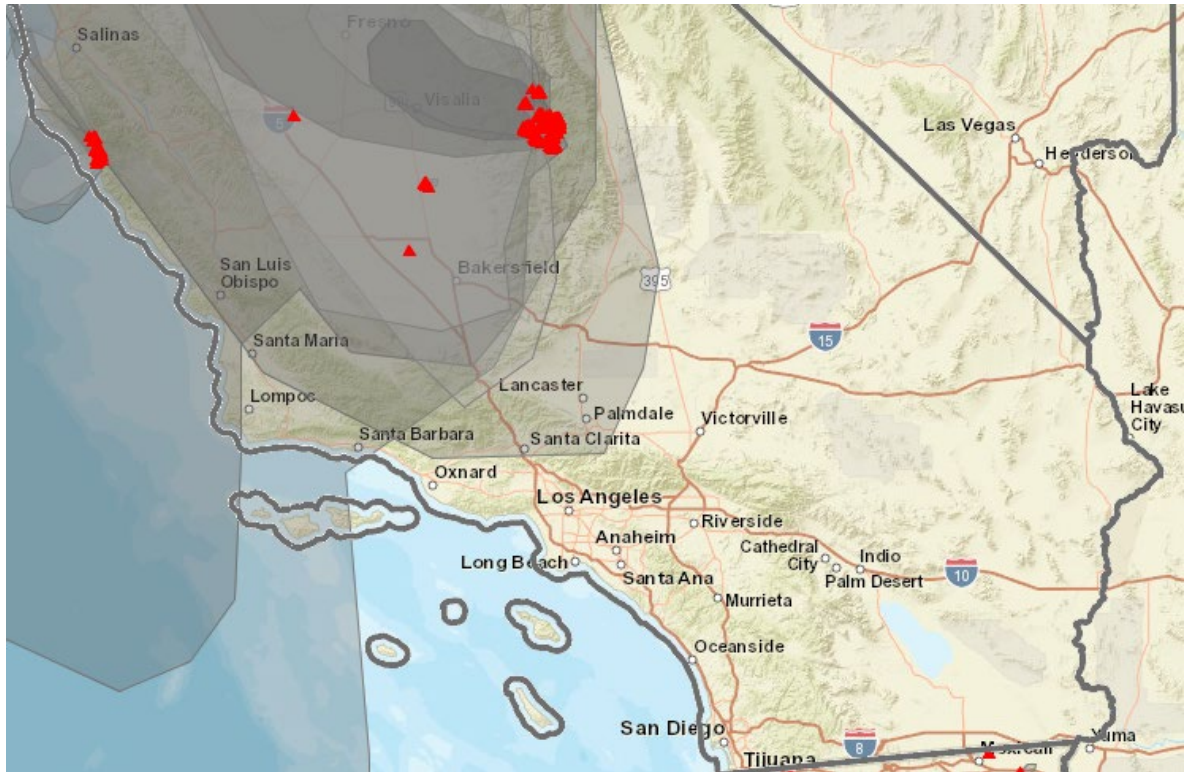 Fresno
Salinas
Visalia
5
Las Vegas
Henderson
San Luis
Obispo
Bakersfield
395
15
Santa Maria
Lancaster
Lompoc
Palmdale
Victorville
Lake
Havasu
City
Santa Barbara
Santa Clarita
Oxnard
Los Angeles
Riverside
Anaheim
Cathedral
City
Indio
Long Beach
Santa Ana
Palm Desert
10
Murrieta
Oceanside
San Diego
8
Yuma
Tijuana